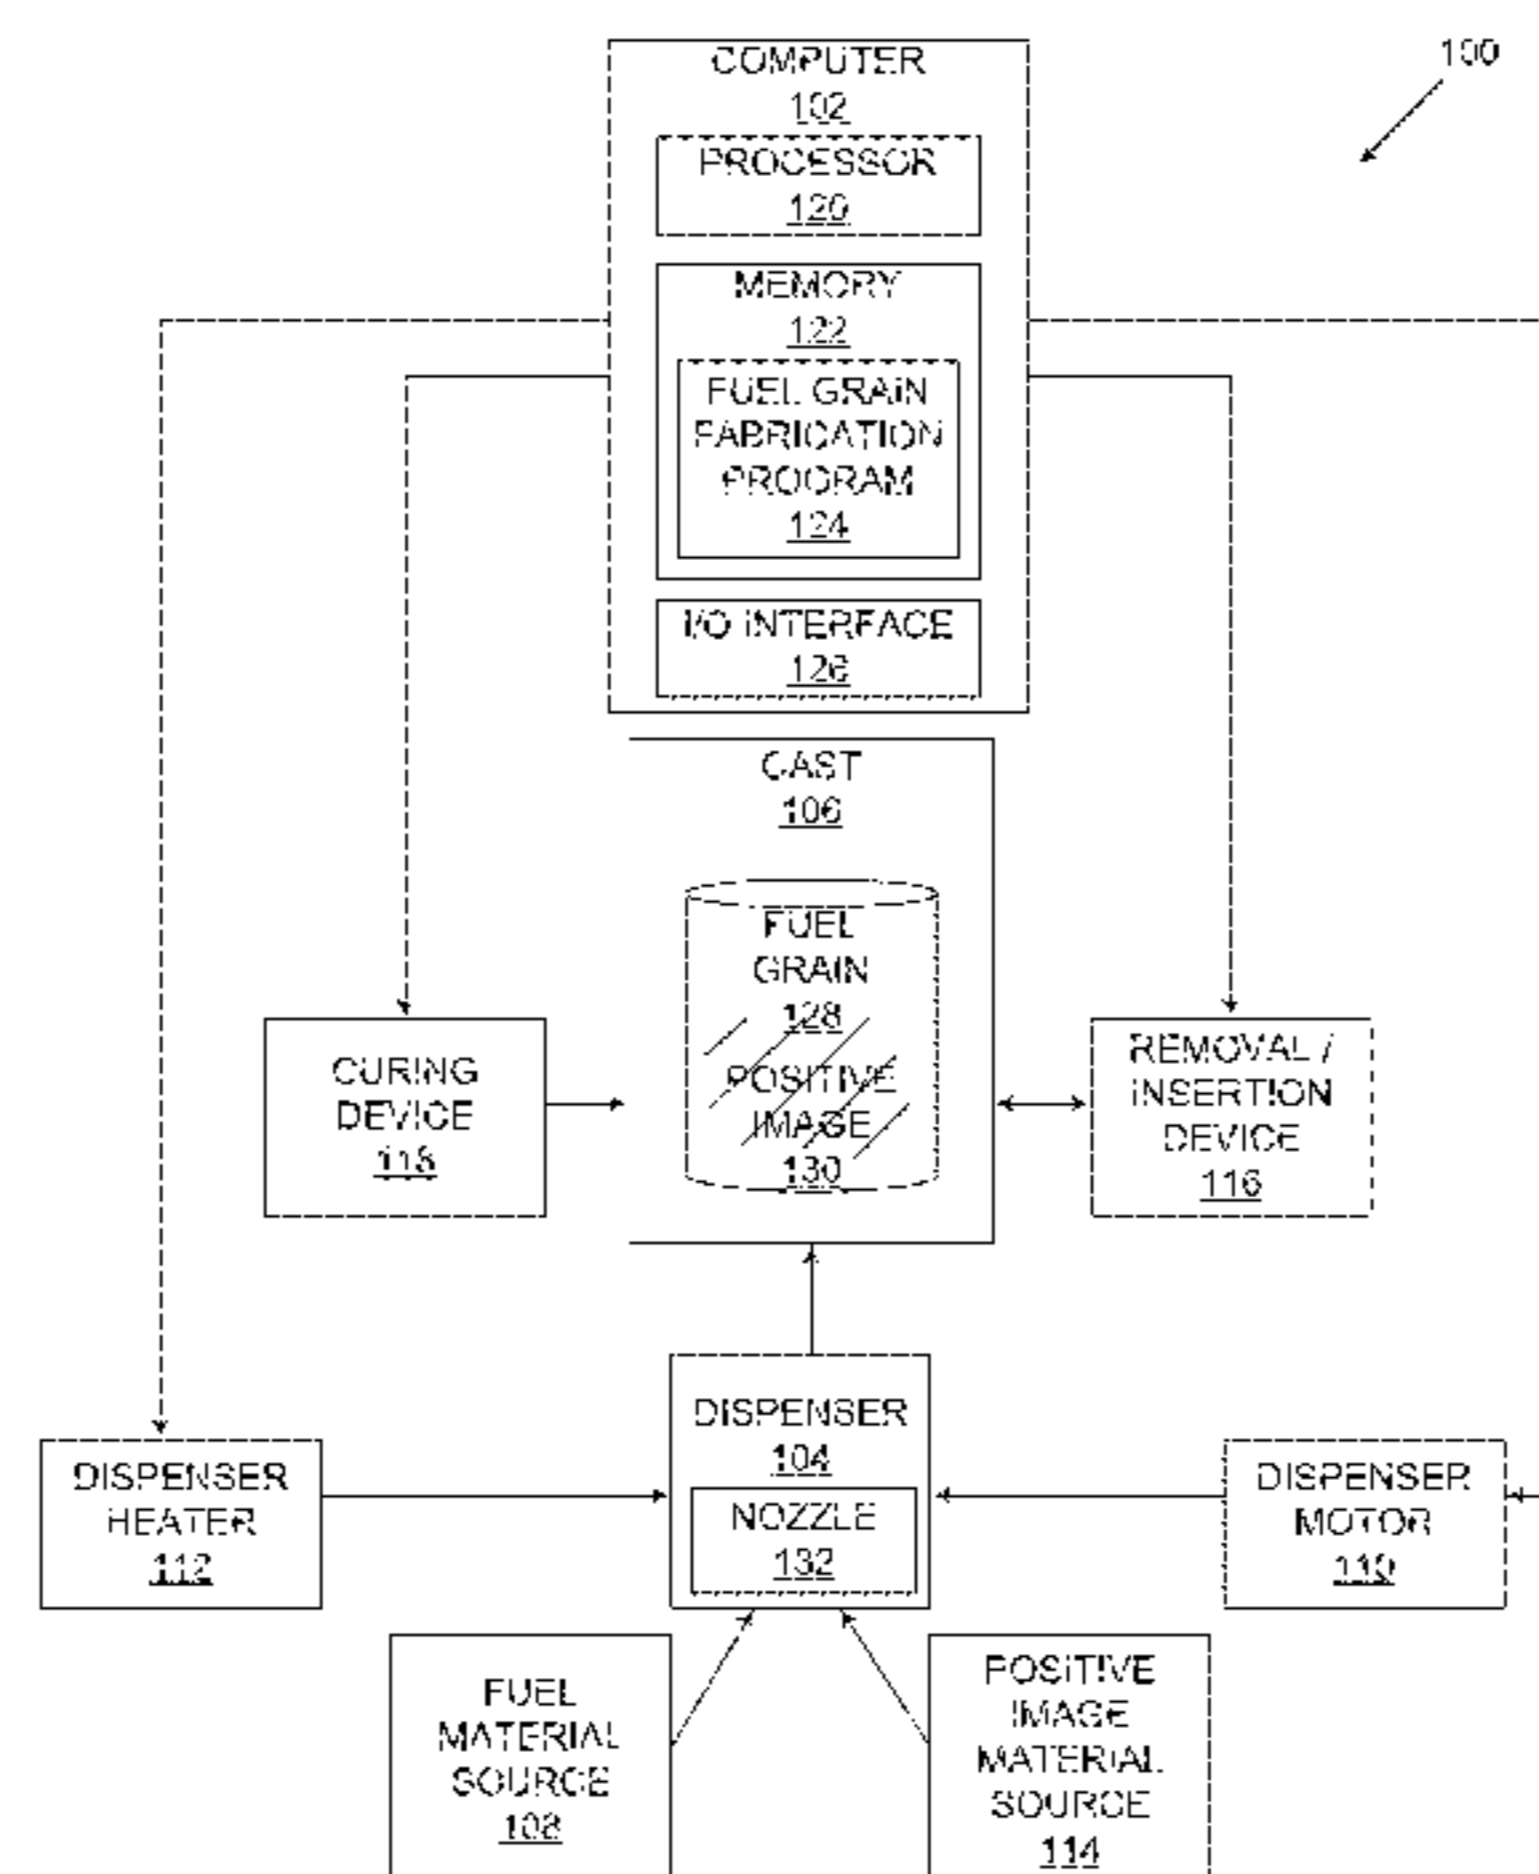 100
COMPUTER
102
PROCESSOR
120
MEMORY
122
FUEL GRAIN
FABRICATION
PROGRAM
124
I/O INTERFACE
126
CAST
106
FUEL
GRAIN
128
POSITIVE
IMAGE
130
CURING
DEVICE
118
REMOVAL /
INSERTION
DEVICE
116
DISPENSER
104
NOZZLE
132
DISPENSER
HEATER
112
DISPENSER
MOTOR
110
FUEL
MATERIAL
SOURCE
108
POSITIVE
IMAGE
MATERIAL
SOURCE
114